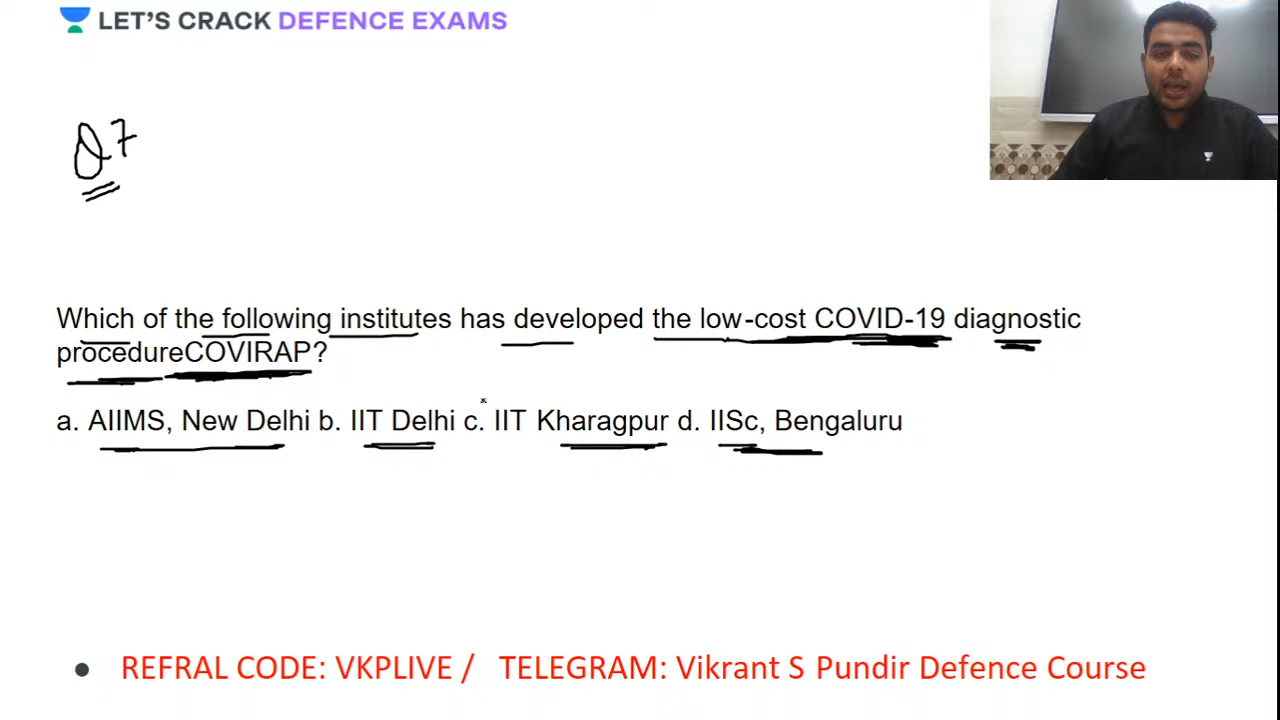 LET'S CRACK DEFENCE EXAMS
Q7
Which of the following institutes has developed the low-cost COVID-19 diagnostic
procedureCOVIRAP?
a. AIIMS, New Delhi b. IIT Delhi c. IIT Kharagpur d. IISc, Bengaluru
● REFRAL CODE: VKPLIVE / TELEGRAM: Vikrant S Pundir Defence Course